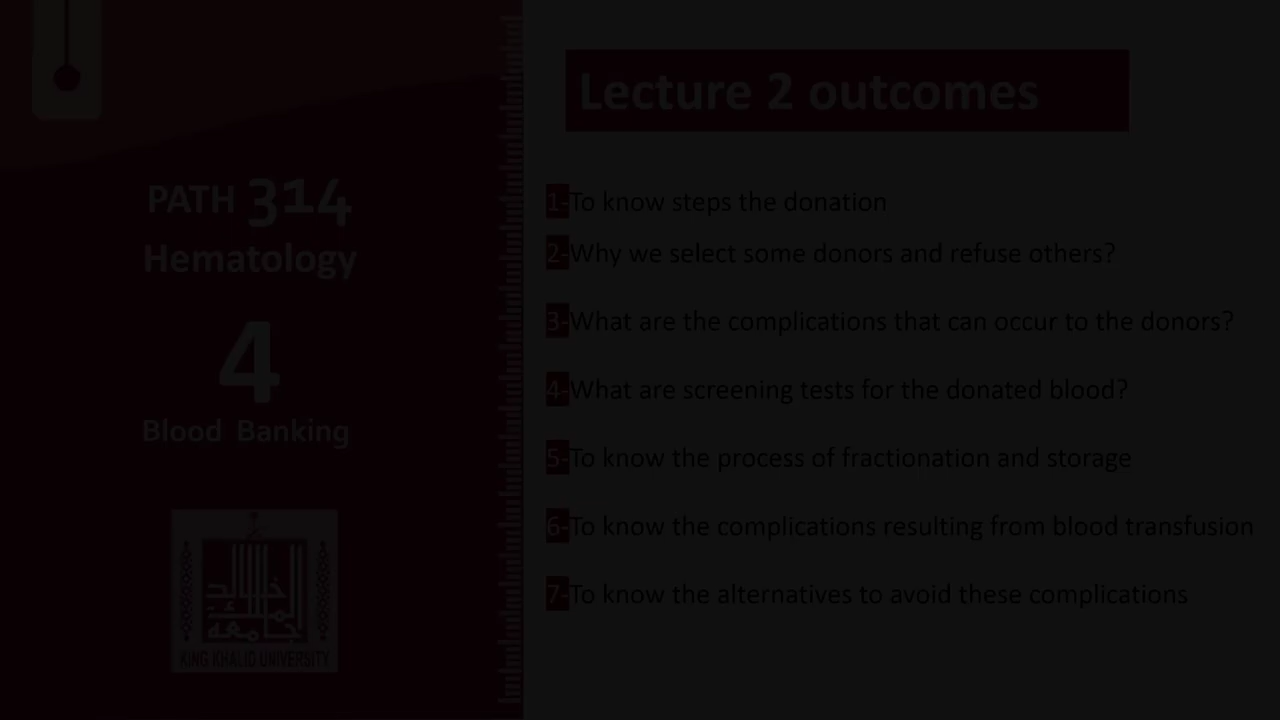 PATH 314
Hematology
4
Blood Banking
جامعة
الملك
خالد
KING KHALID UNIVERSITY
Lecture 2 outcomes
1-To know steps the donation
2-Why we select some donors and refuse others?
3-What are the complications that can occur to the donors?
4-What are screening tests for the donated blood?
5-To know the process of fractionation and storage
6-To know the complications resulting from blood transfusion
7-To know the alternatives to avoid these complications